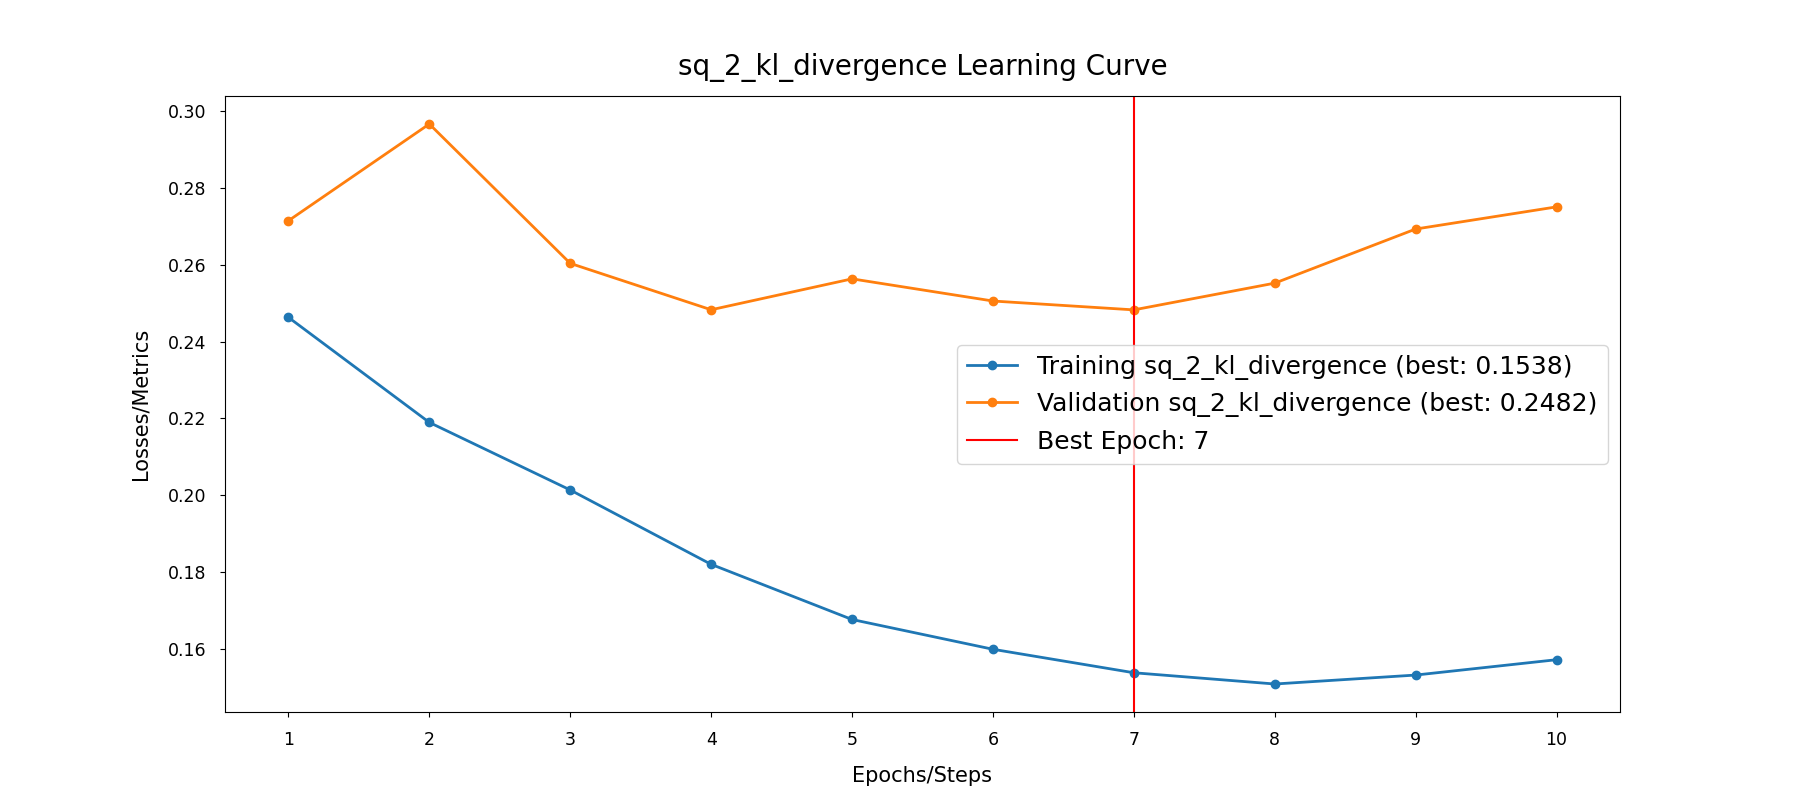 sq_2_kl_divergence Learning Curve
0.30
0.28
0.26
0.24
0.22
0.20
0.18
0.16
Losses/Metrics
Training sq_2_kl_divergence (best: 0.1538)
Validation sq_2_kl_divergence (best: 0.2482)
Best Epoch: 7
1 2 3 4 5 6 7 8 9 10
Epochs/Steps